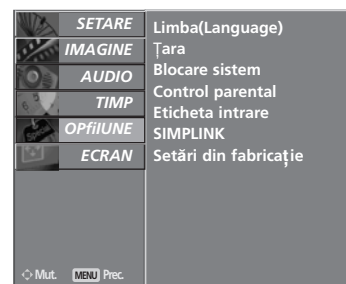 SETARE
IMAGINE
AUDIO
TIMP
OPfiIUNE
ECRAN
Limba(Language)
Țara
Blocare sistem
Control parental
Eticheta intrare
SIMPLINK
Setări din fabricație
Mut. MENU Prec.